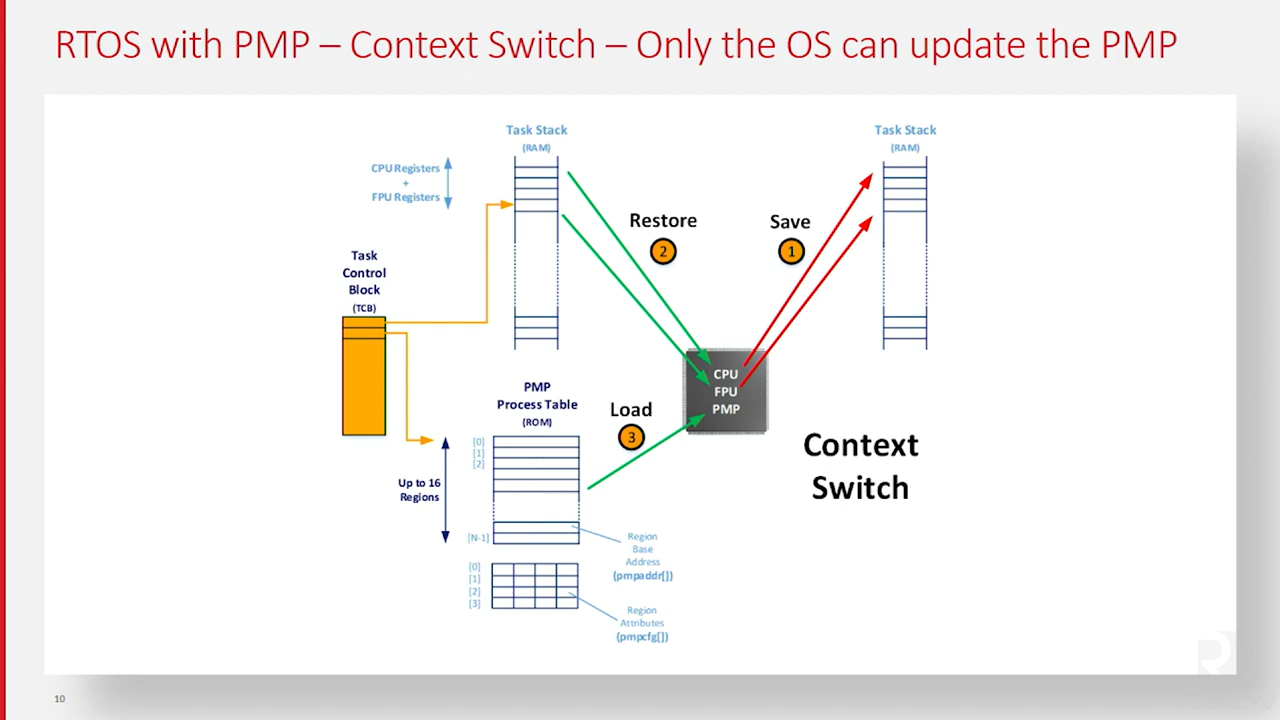 RTOS with PMP – Context Switch – Only the OS can update the PMP
Task Stack
(RAM)
Task Stack
(RAM)
CPU Registers
+
FPU Registers
Restore
2
Save
1
Task
Control
Block
(TCB)
CPU
FPU
PMP
PMP
Process Table
(ROM)
Load
3
Context
Switch
[0]
[1]
[2]
Up to 16
Regions
[N-1]
Region
Base
Address
(pmpaddr[])
[0]
[1]
[2]
[3]
Region
Attributes
(pmpcfg[])
10